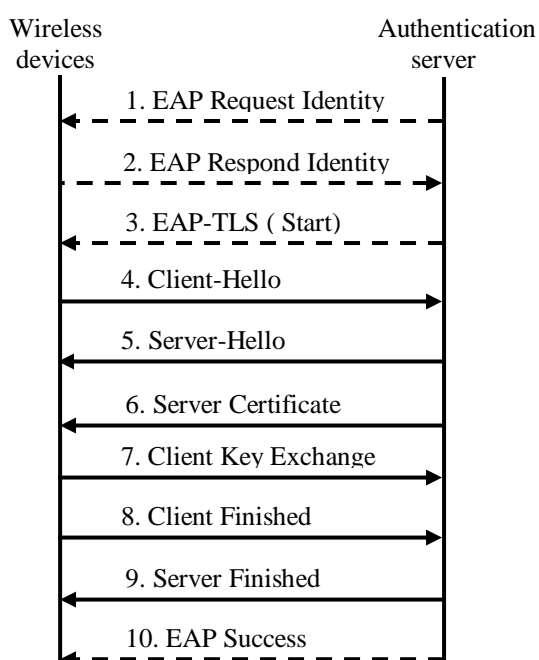 Wireless
devices
Authentication
server
1. EAP Request Identity
2. EAP Respond Identity
3. EAP-TLS ( Start)
4. Client-Hello
5. Server-Hello
6. Server Certificate
7. Client Key Exchange
8. Client Finished
9. Server Finished
10. EAP Success